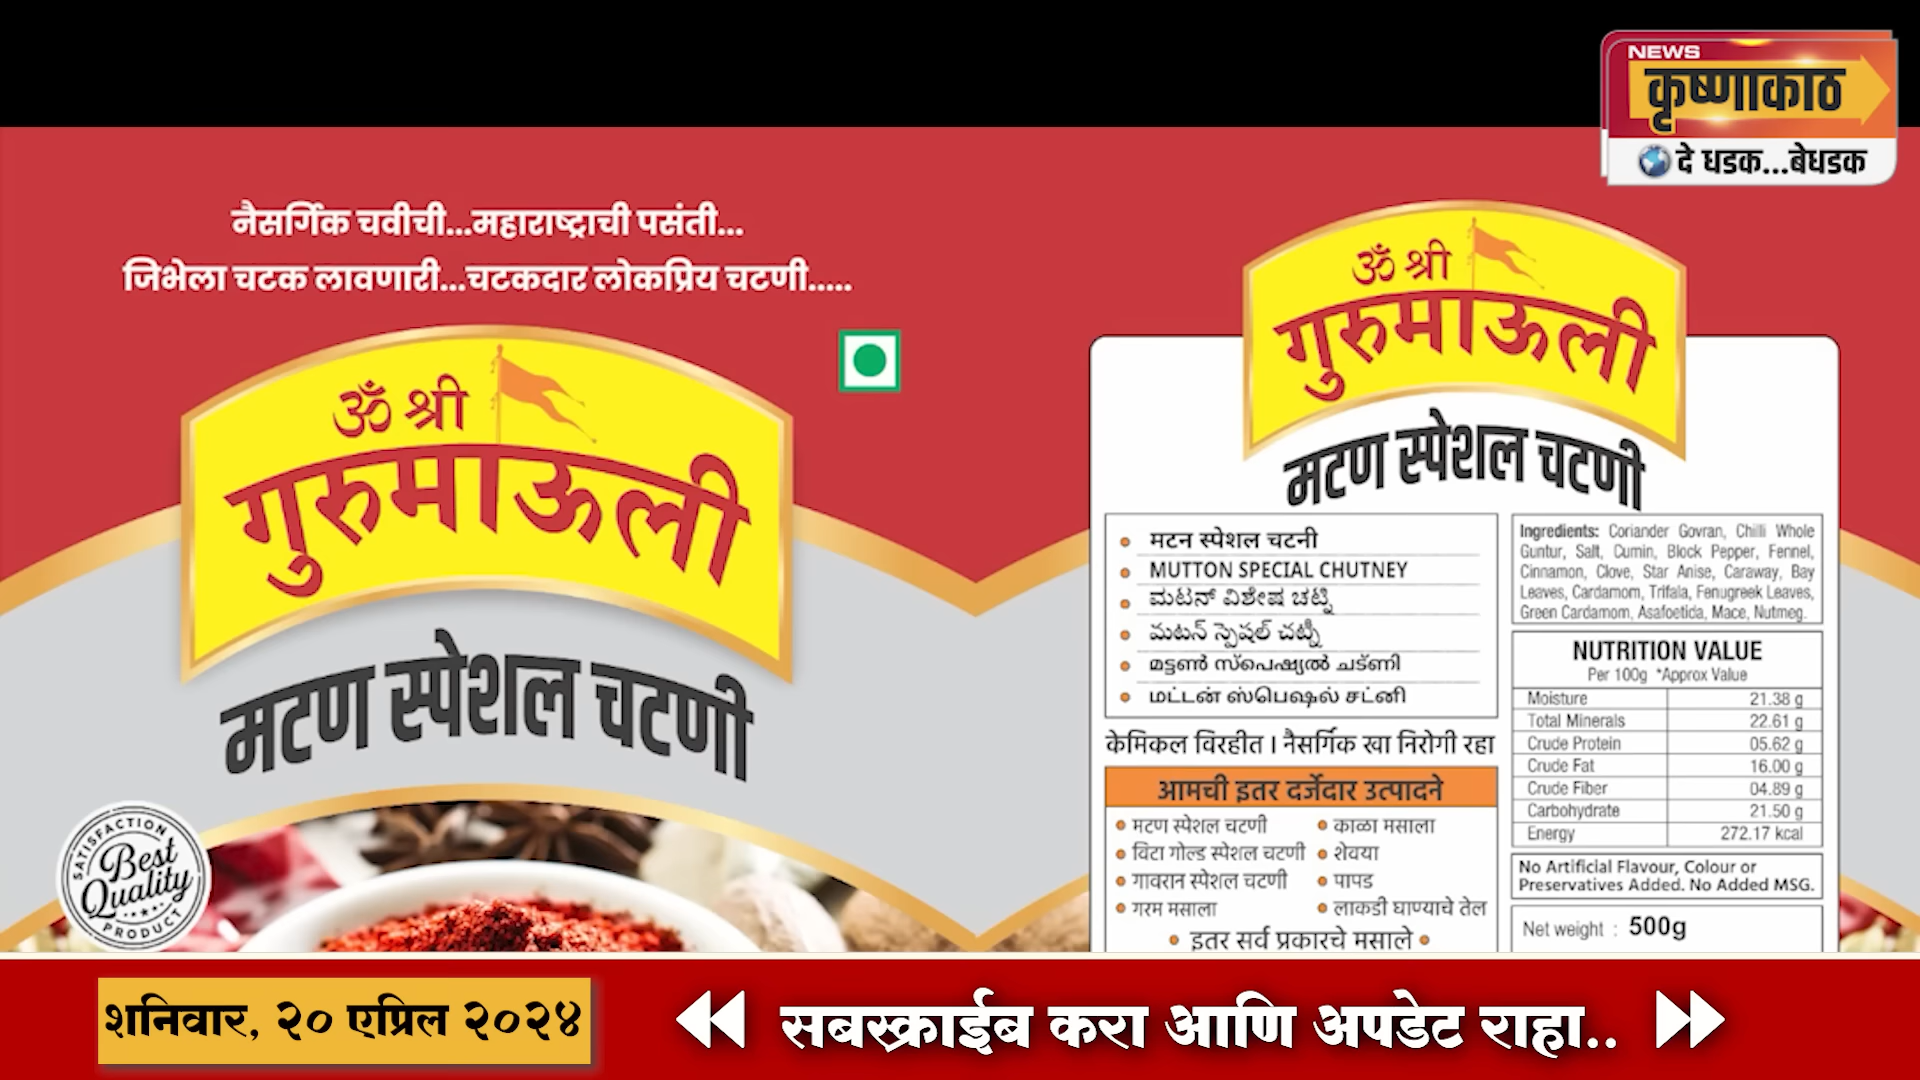 NEWS
कृष्णाकाठ
दे धडक...बेधडक
नैसर्गिक चवीची...महाराष्ट्राची पसंती...
जिभेला चटक लावणारी...चटकदार लोकप्रिय चटणी.....
ॐ श्री
गुरुमाऊली
मटण स्पेशल चटणी
SATISFACTION
Best
Quality
PRODUCT
ॐ श्री
गुरुमाऊली
मटण स्पेशल चटणी
मटन स्पेशल चटनी
MUTTON SPECIAL CHUTNEY
ಮಟನ್ ವಿಶೇಷ ಚಟ್ನಿ
మటన్ స్పెషల్ చట్నీ
മട്ടൺ സ്പെഷ്യൽ ചട്ണി
மட்டன் ஸ்பெஷல் சட்னி
केमिकल विरहीत । नैसर्गिक खा निरोगी रहा
आमची इतर दर्जेदार उत्पादने
मटण स्पेशल चटणी
विटा गोल्ड स्पेशल चटणी
गावरान स्पेशल चटणी
गरम मसाला
काळा मसाला
शेवया
पापड
लाकडी घाण्याचे तेल
इतर सर्व प्रकारचे मसाले
Ingredients: Coriander Govran, Chilli Whole
Guntur, Salt, Cumin, Block Pepper, Fennel,
Cinnamon, Clove, Star Anise, Caraway, Bay
Leaves, Cardamom, Trifala, Fenugreek Leaves,
Green Cardamom, Asafoetida, Mace, Nutmeg.
NUTRITION VALUE
Per 100g *Approx Value
Moisture 21.38 g
Total Minerals 22.61 g
Crude Protein 05.62 g
Crude Fat 16.00 g
Crude Fiber 04.89 g
Carbohydrate 21.50 g
Energy 272.17 kcal
No Artificial Flavour, Colour or
Preservatives Added. No Added MSG.
Net weight : 500g
शनिवार, २० एप्रिल २०२४
सबस्क्राईब करा आणि अपडेट राहा..